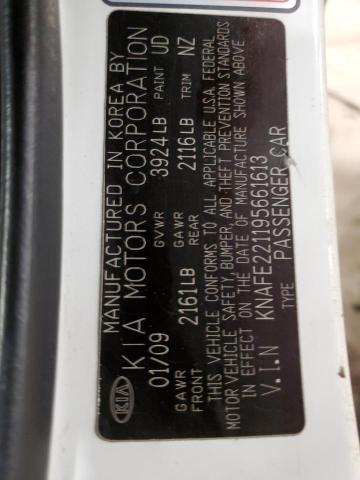 MANUFACTURED IN KOREA BY
KIA MOTORS CORPORATION
01/09 GVWR 3924LB PAINT UD
GAWR FRONT 2161LB GAWR REAR 2116LB TRIM NZ
THIS VEHICLE CONFORMS TO ALL APPLICABLE U.S.A. FEDERAL
MOTOR VEHICLE SAFETY, BUMPER, AND THEFT PREVENTION STANDARDS
IN EFFECT ON THE DATE OF MANUFACTURE SHOWN ABOVE
V.I.N KNAFE221195661613
TYPE PASSENGER CAR
KIA